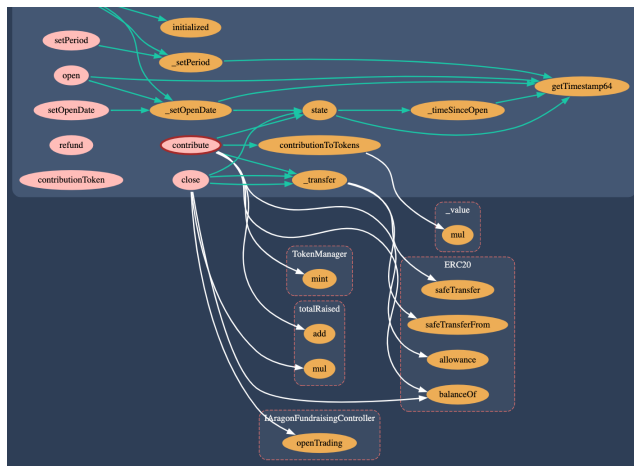 initialized
setPeriod
_setPeriod
open
getTimestamp64
setOpenDate
_setOpenDate
state
_timeSinceOpen
refund
contribute
contributionToTokens
contributionToken
close
_transfer
_value
mul
TokenManager
mint
ERC20
safeTransfer
totalRaised
add
safeTransferFrom
mul
allowance
balanceOf
IAragonFundraisingController
openTrading